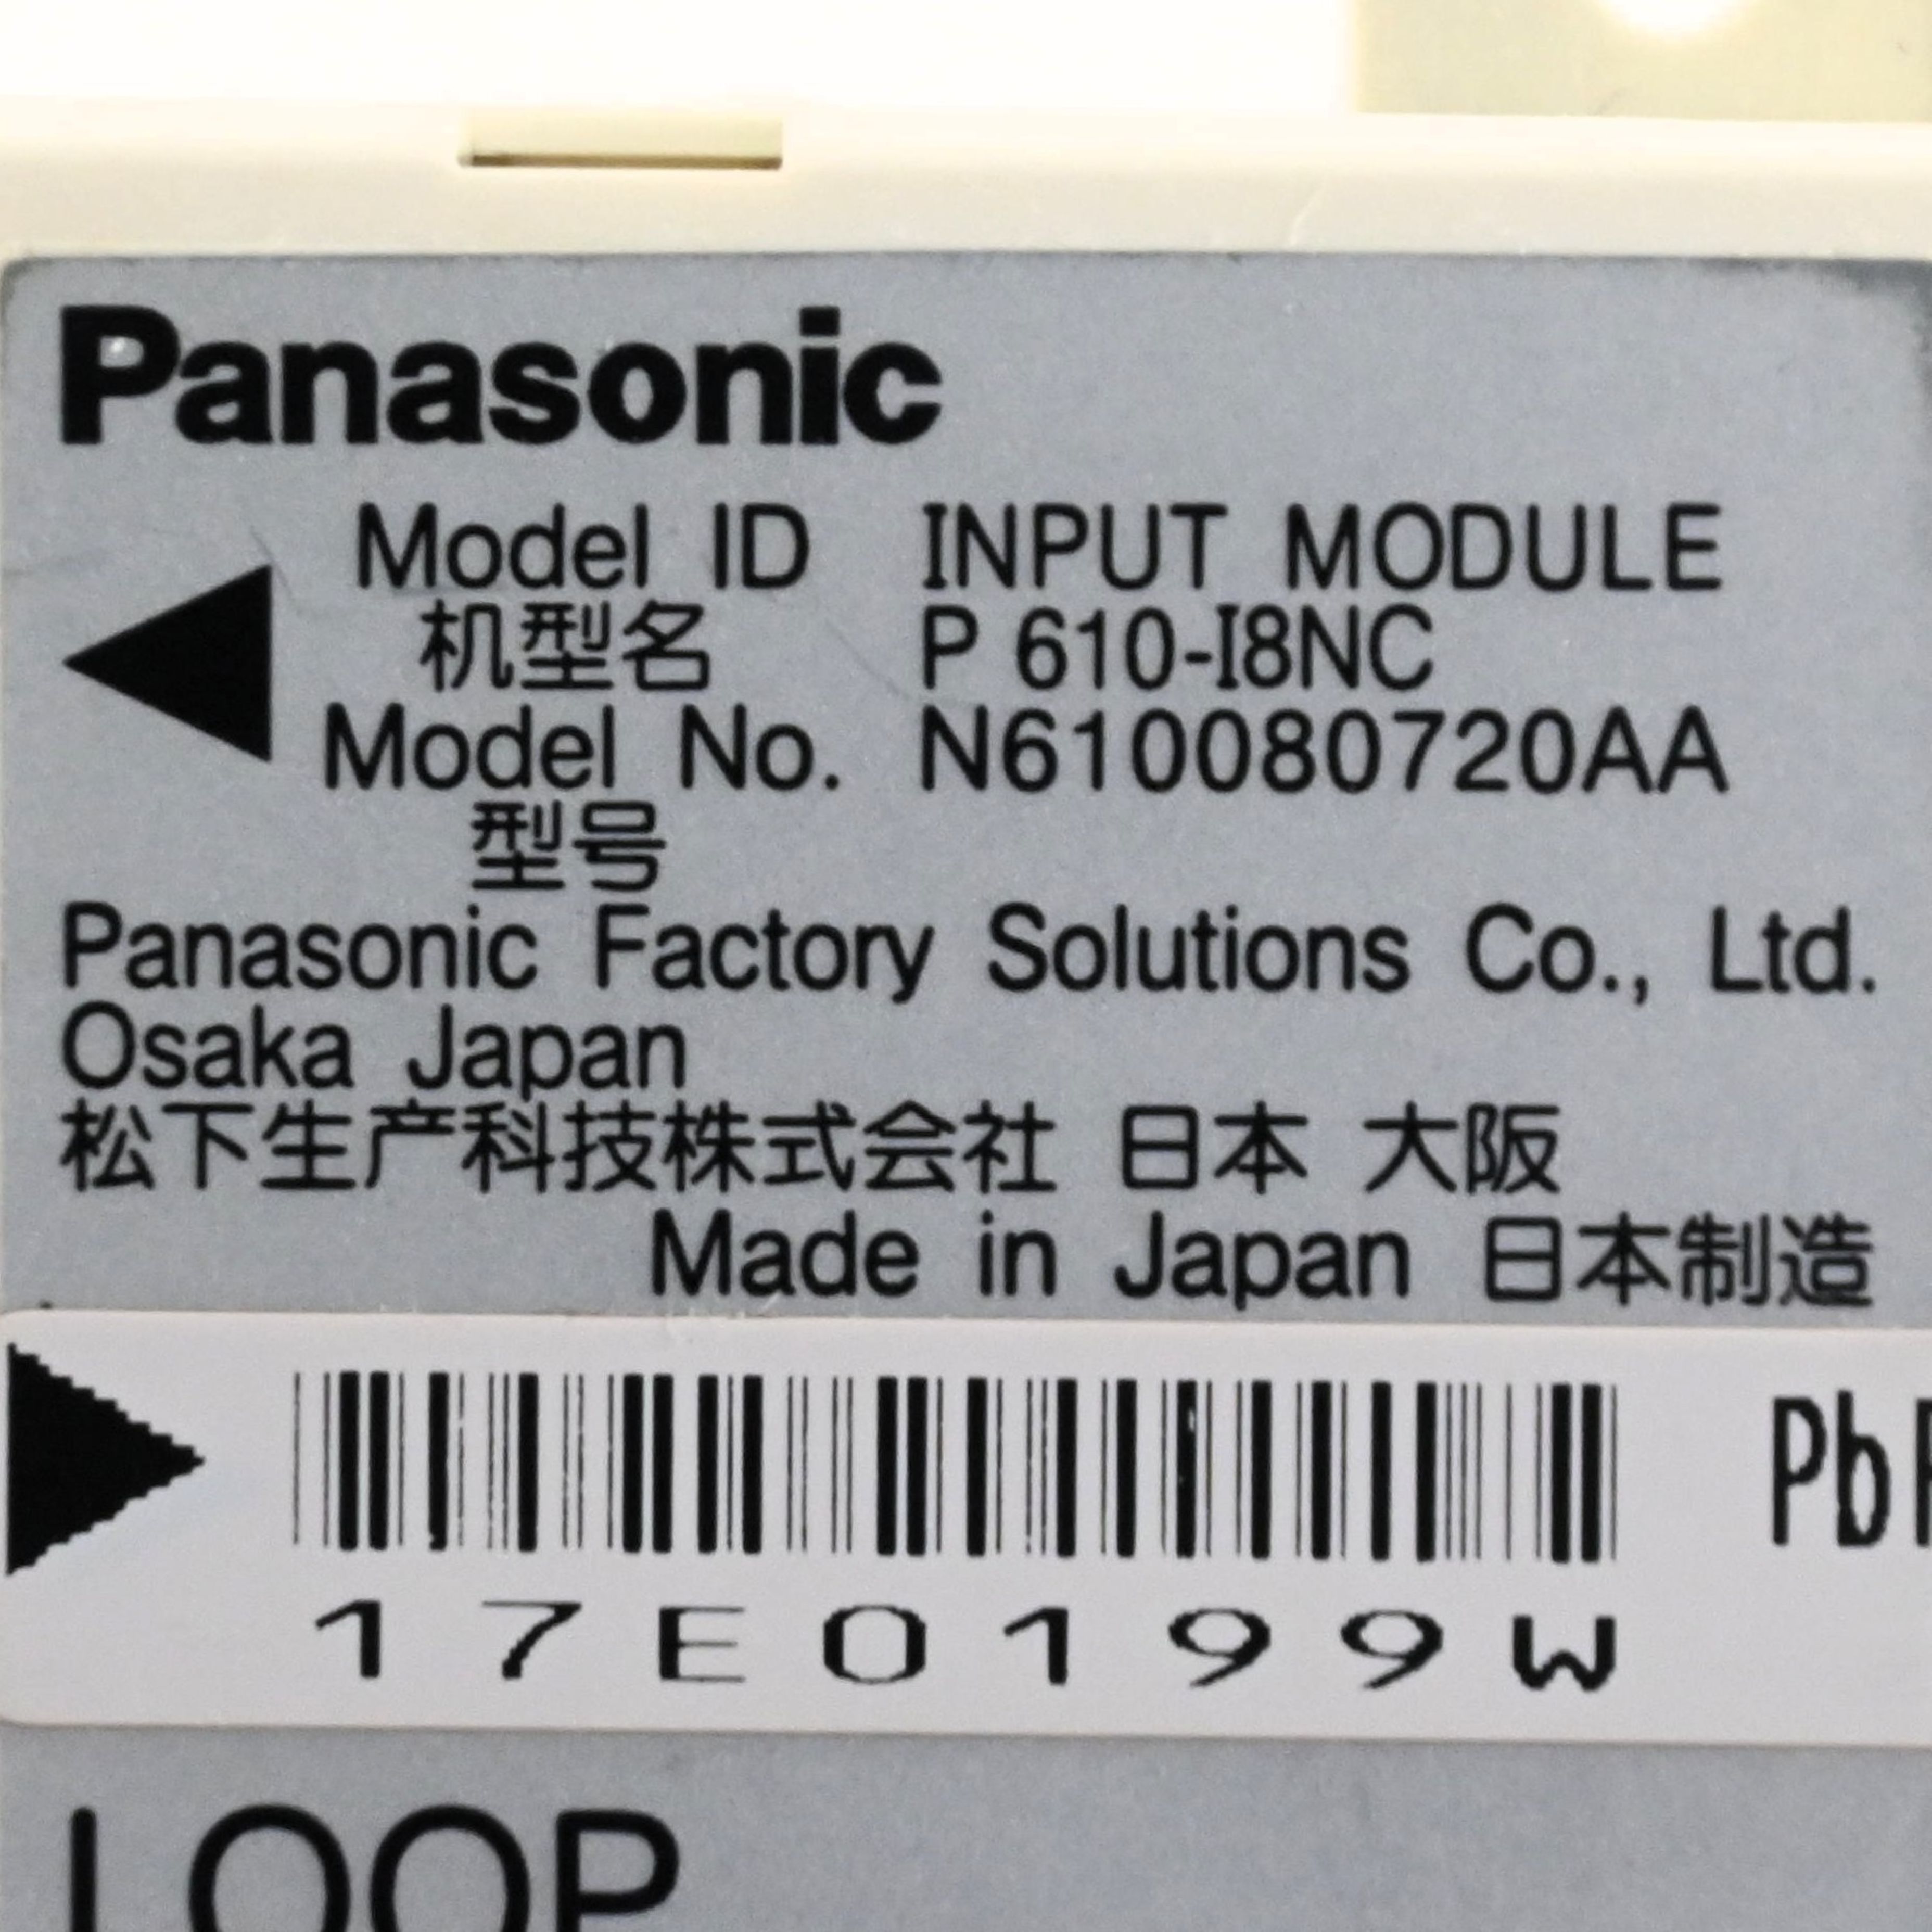 Panasonic
Model ID INPUT MODULE
机型名 P 610-I8NC
Model No. N610080720AA
型号
Panasonic Factory Solutions Co., Ltd.
Osaka Japan
松下生产科技株式会社 日本 大阪
Made in Japan 日本制造
Pb
17E0199W
LOOP